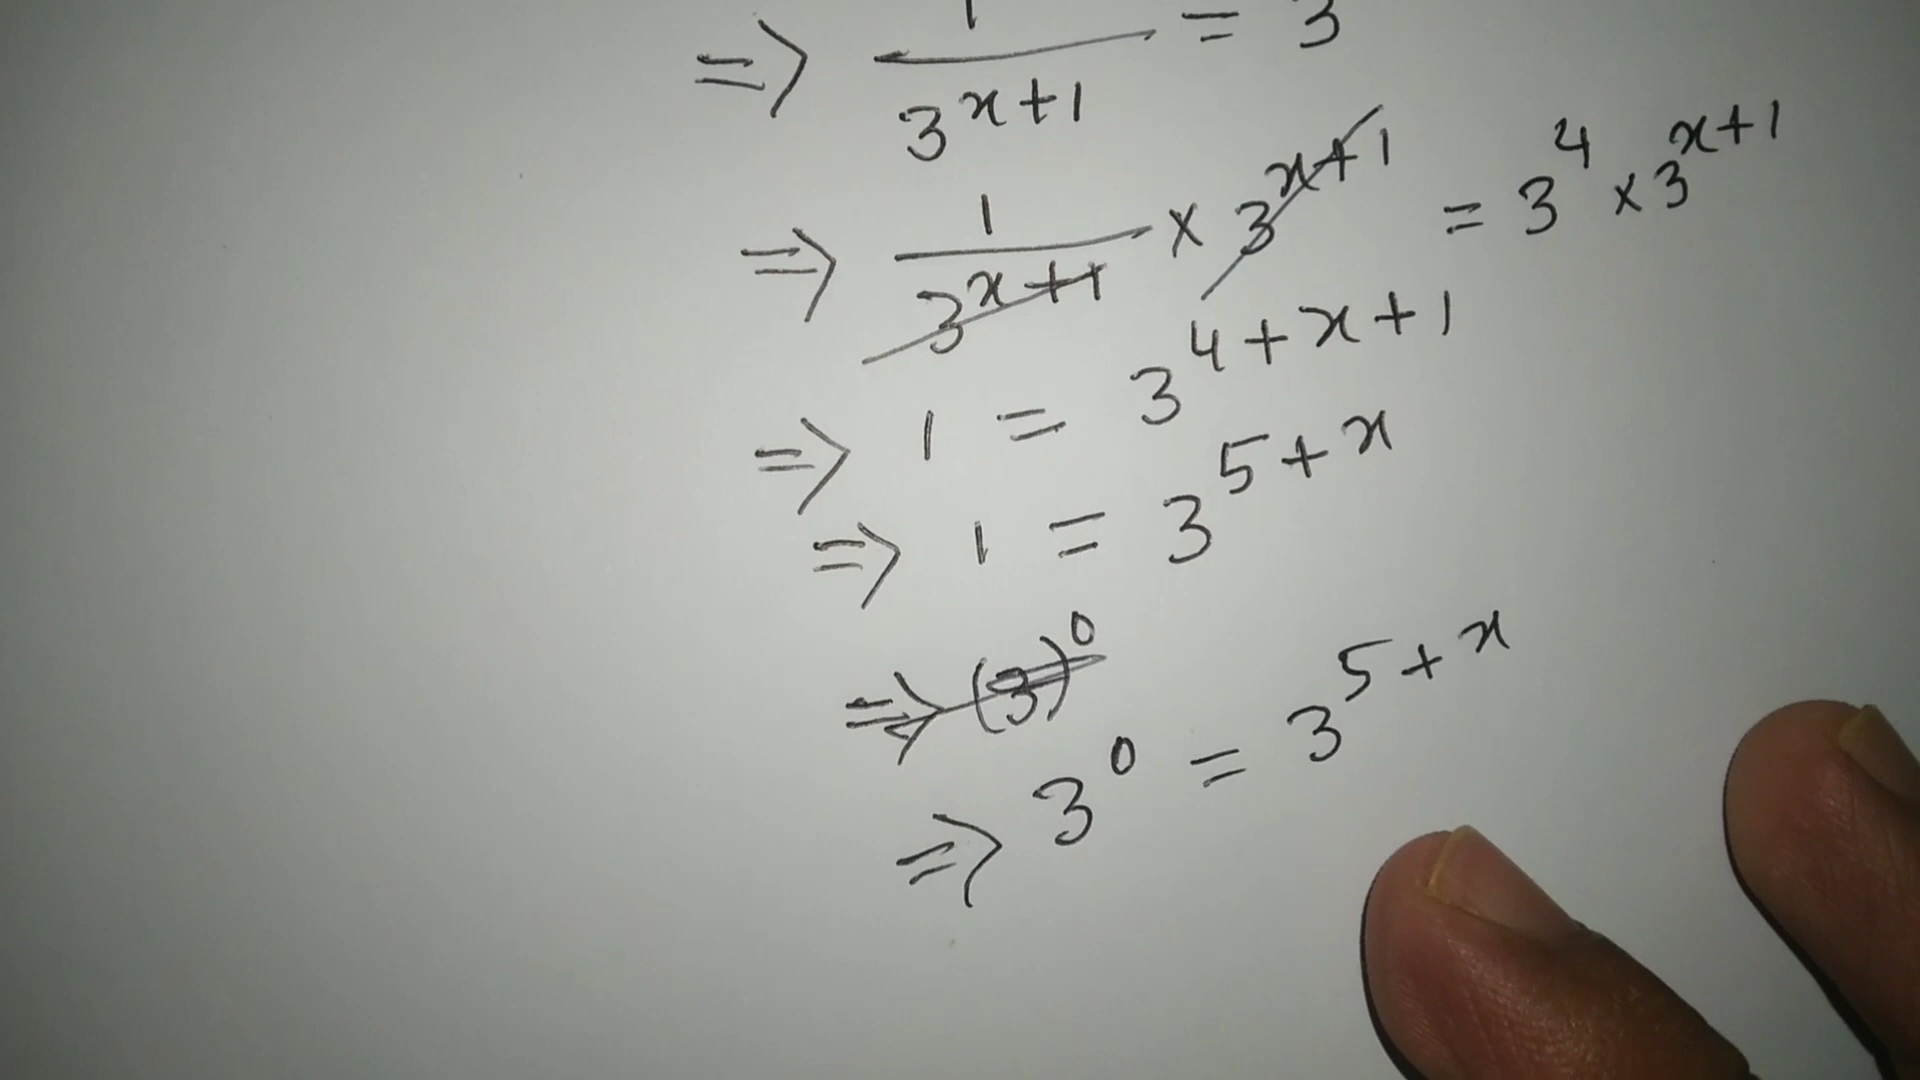 => 1/3^(x+1) = 3
=> 1/3^(x+1) × 3^(x+1) = 3^4 × 3^(x+1)
=> 1 = 3^(4+x+1)
=> 1 = 3^(5+x)
=> (3)^0
=> 3^0 = 3^(5+x)